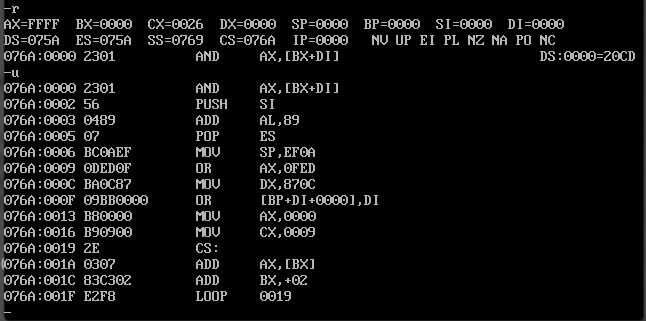 -r
AX=FFFF  BX=0000  CX=0026  DX=0000  SP=0000  BP=0000  SI=0000  DI=0000
DS=075A  ES=075A  SS=0769  CS=076A  IP=0000   NV UP EI PL NZ NA PO NC
076A:0000 2301          AND     AX,[BX+DI]                         DS:0000=20CD
-u
076A:0000 2301          AND     AX,[BX+DI]
076A:0002 56            PUSH    SI
076A:0003 0489          ADD     AL,89
076A:0005 07            POP     ES
076A:0006 BC0AEF        MOV     SP,EF0A
076A:0009 0DED0F        OR      AX,0FED
076A:000C BA0C87        MOV     DX,870C
076A:000F 09BB0000      OR      [BP+DI+0000],DI
076A:0013 B80000        MOV     AX,0000
076A:0016 B90900        MOV     CX,0009
076A:0019 2E            CS:
076A:001A 0307          ADD     AX,[BX]
076A:001C 83C302        ADD     BX,+02
076A:001F E2F8          LOOP    0019
-